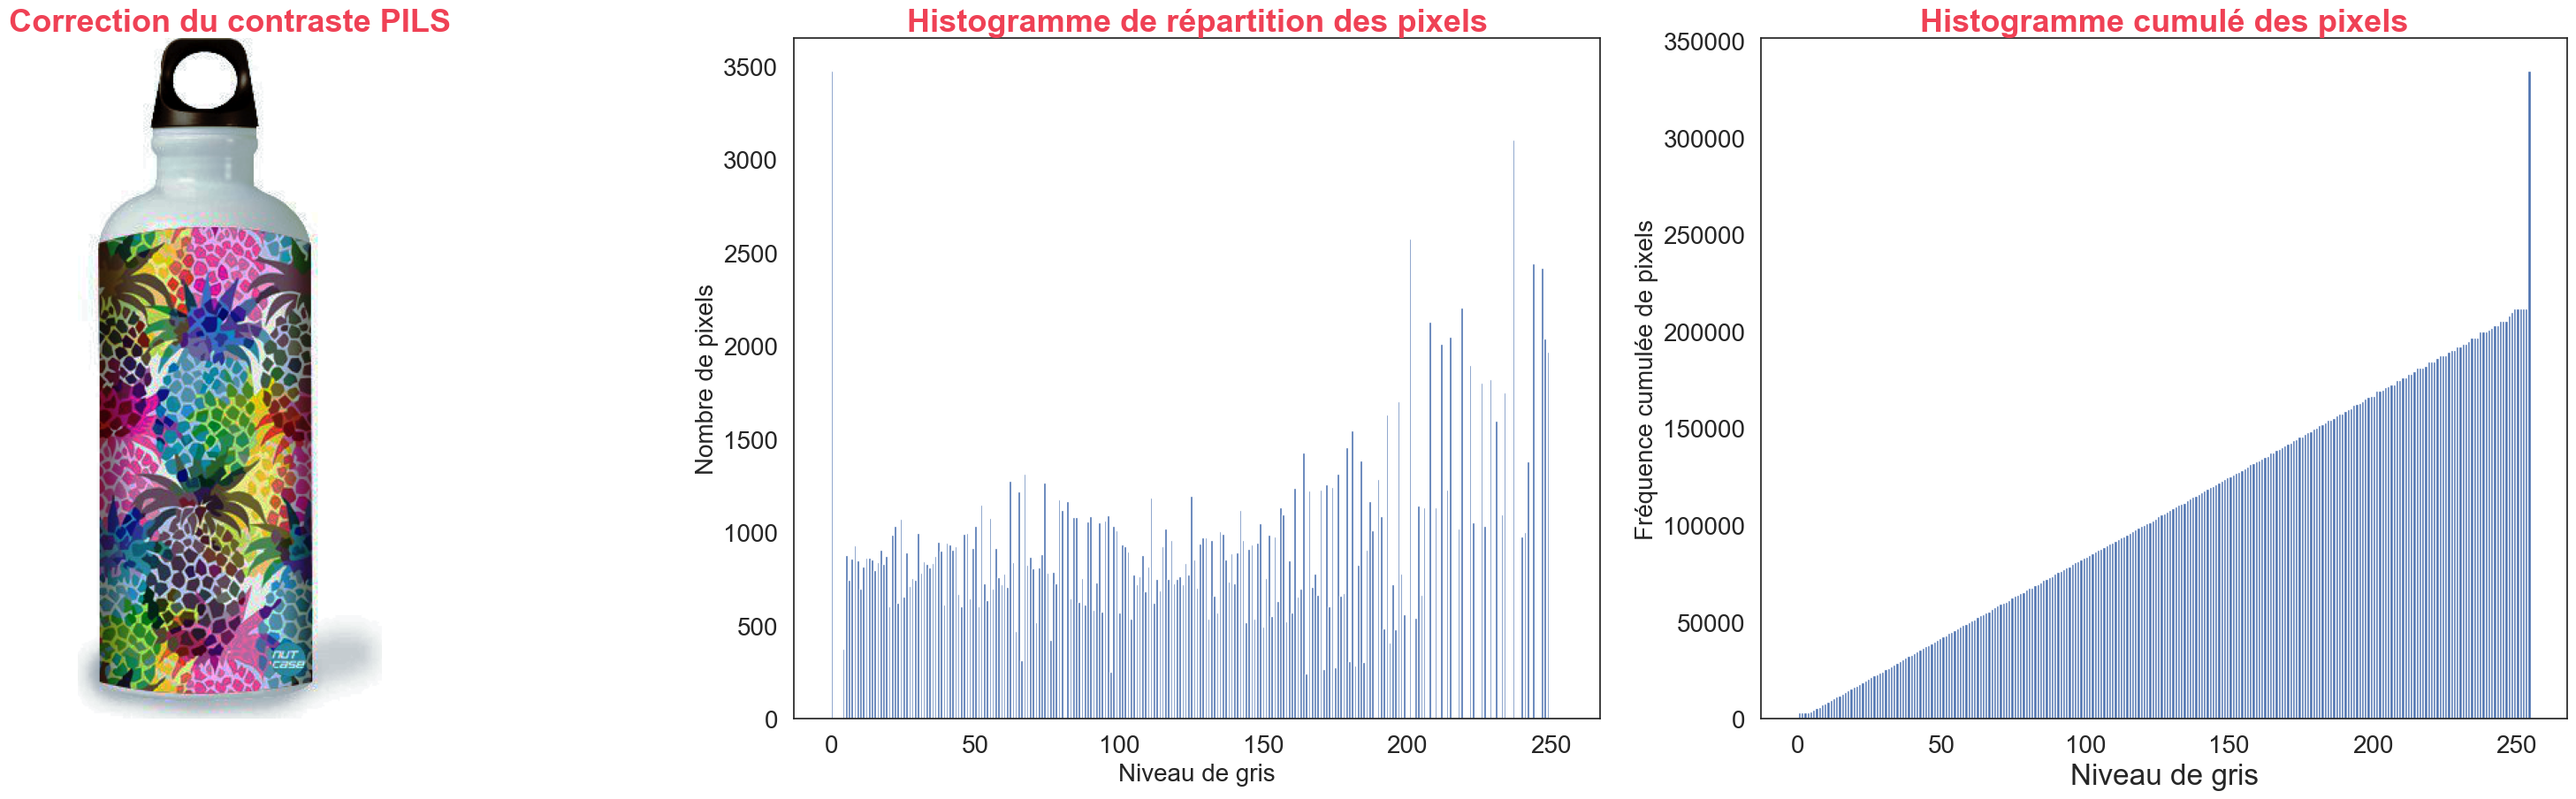 Correction du contraste PILS
nut
case
Histogramme de répartition des pixels
Nombre de pixels
3500
3000
2500
2000
1500
1000
500
0
0 50 100 150 200 250
Niveau de gris
Histogramme cumulé des pixels
Fréquence cumulée de pixels
350000
300000
250000
200000
150000
100000
50000
0
0 50 100 150 200 250
Niveau de gris